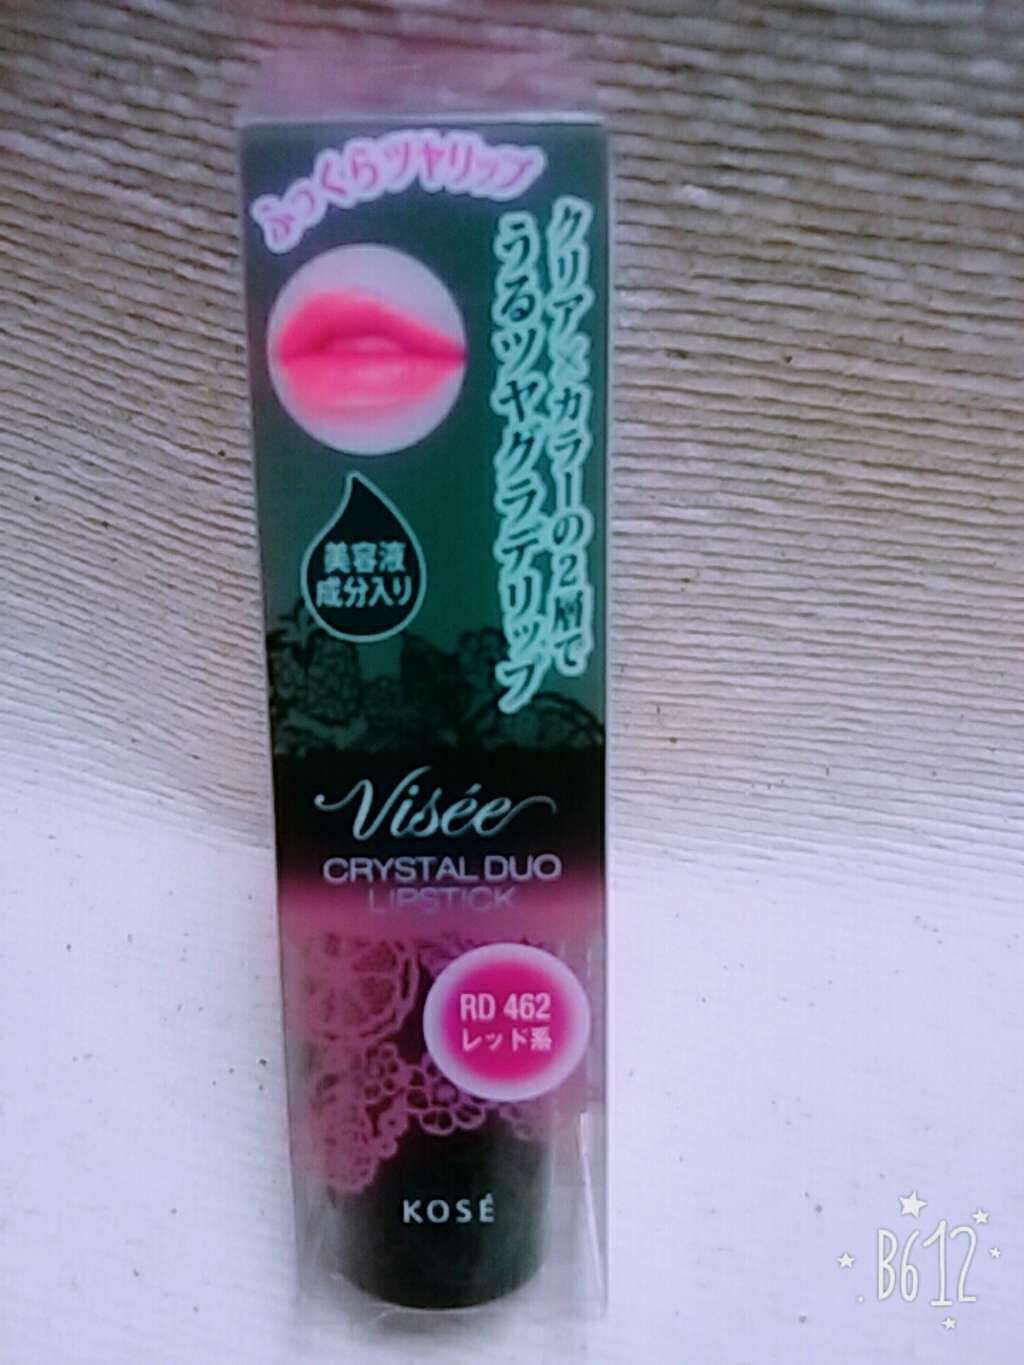 ふっくらツヤリップ
クリア×カラーの2層で
うるツヤグラデリップ
美容液
成分入り
Visée
CRYSTAL DUO
LIPSTICK
RD 462
レッド系
KOSÉ
B612